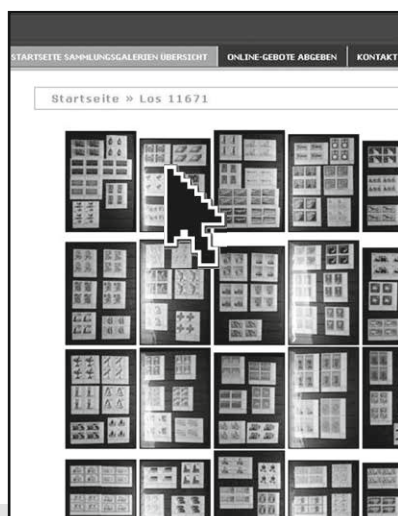 STARTSEITE SAMMLUNGSGALERIEN ÜBERSICHT ONLINE-GEBOTE ABGEBEN KONTAKT
Startseite » Los 11671